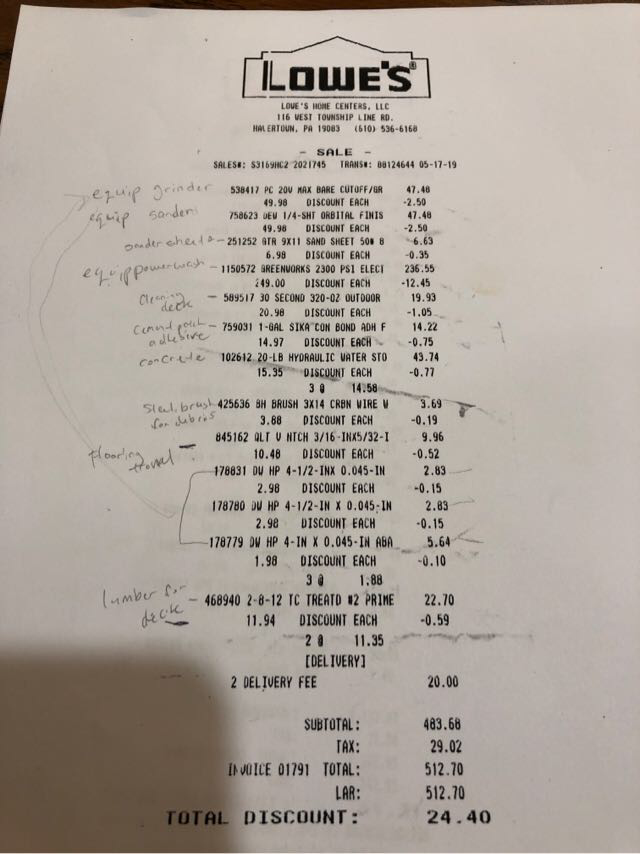 LOWE'S®
LOWE'S HOME CENTERS, LLC
116 WEST TOWNSHIP LINE RD.
HAVERTOWN, PA 19083 (610) 536-6168
- SALE -
SALES#: S3169HC2 2021745 TRANS#: 88124644 05-17-19
equip grinder 538417 PC 20V MAX BARE CUTOFF/GR 47.48
49.98 DISCOUNT EACH -2.50
equip sander 758623 DEW 1/4-SHT ORBITAL FINIS 47.48
49.98 DISCOUNT EACH -2.50
sander sheets - 251252 GTR 9X11 SAND SHEET 50# B 6.63
6.98 DISCOUNT EACH -0.35
equip powerwash - 1150572 GREENWORKS 2300 PSI ELECT 236.55
249.00 DISCOUNT EACH -12.45
Cleaning deck - 589517 30 SECOND 320-OZ OUTDOOR 19.93
20.98 DISCOUNT EACH -1.05
Cement patch adhesive - 759031 1-GAL SIKA CON BOND ADH F 14.22
14.97 DISCOUNT EACH -0.75
concrete 102612 20-LB HYDRAULIC WATER STO 43.74
15.35 DISCOUNT EACH -0.77
3 @ 14.58
Steel brush for debris 425636 BH BRUSH 3X14 CRBN WIRE W 3.69
3.88 DISCOUNT EACH -0.19
845162 QLT V NTCH 3/16-INX5/32-I 9.96
flooring trowel - 10.48 DISCOUNT EACH -0.52
178831 DW HP 4-1/2-INX 0.045-IN 2.83
2.98 DISCOUNT EACH -0.15
178780 DW HP 4-1/2-IN X 0.045-IN 2.83
2.98 DISCOUNT EACH -0.15
178779 DW HP 4-IN X 0.045-IN ABA 5.64
1.98 DISCOUNT EACH -0.10
3 @ 1.88
lumber for deck - 468940 2-8-12 TC TREATD #2 PRIME 22.70
11.94 DISCOUNT EACH -0.59
2 @ 11.35
[DELIVERY]
2 DELIVERY FEE 20.00
SUBTOTAL: 483.68
TAX: 29.02
INVOICE 01791 TOTAL: 512.70
LAR: 512.70
TOTAL DISCOUNT: 24.40